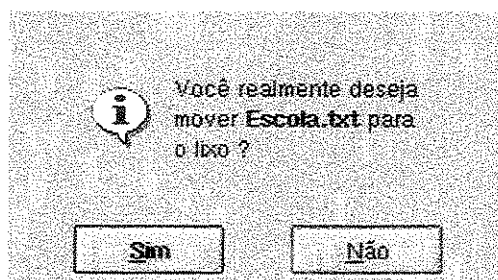 Você realmente deseja
mover Escola.txt para
o lixo ?
Sim
Não